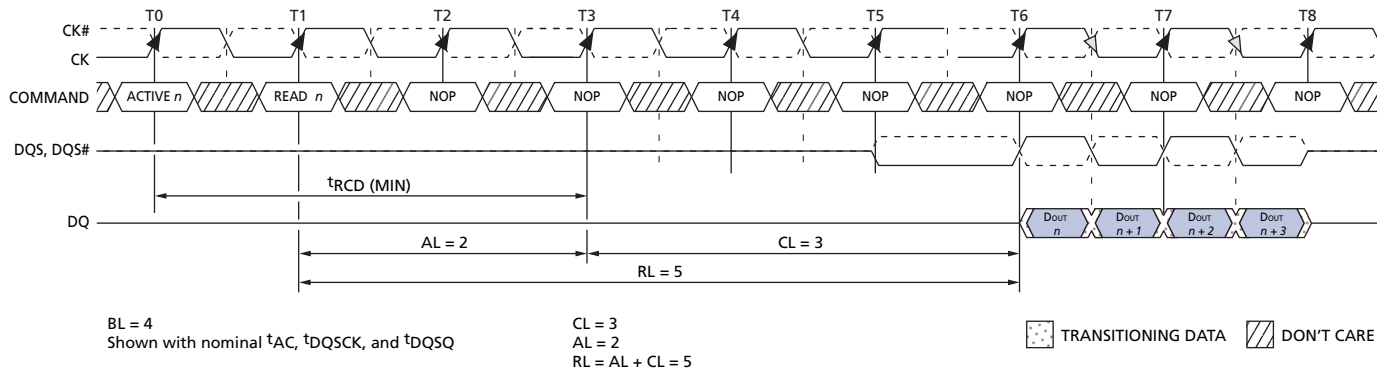 T0 T1 T2 T3 T4 T5 T6 T7 T8
CK#
CK
COMMAND ACTIVE n READ n NOP NOP NOP NOP NOP NOP NOP
DQS, DQS#
tRCD (MIN)
DQ DOUT n DOUT n + 1 DOUT n + 2 DOUT n + 3
AL = 2 CL = 3
RL = 5
BL = 4
Shown with nominal tAC, tDQSCK, and tDQSQ
CL = 3
AL = 2
RL = AL + CL = 5
TRANSITIONING DATA DON'T CARE